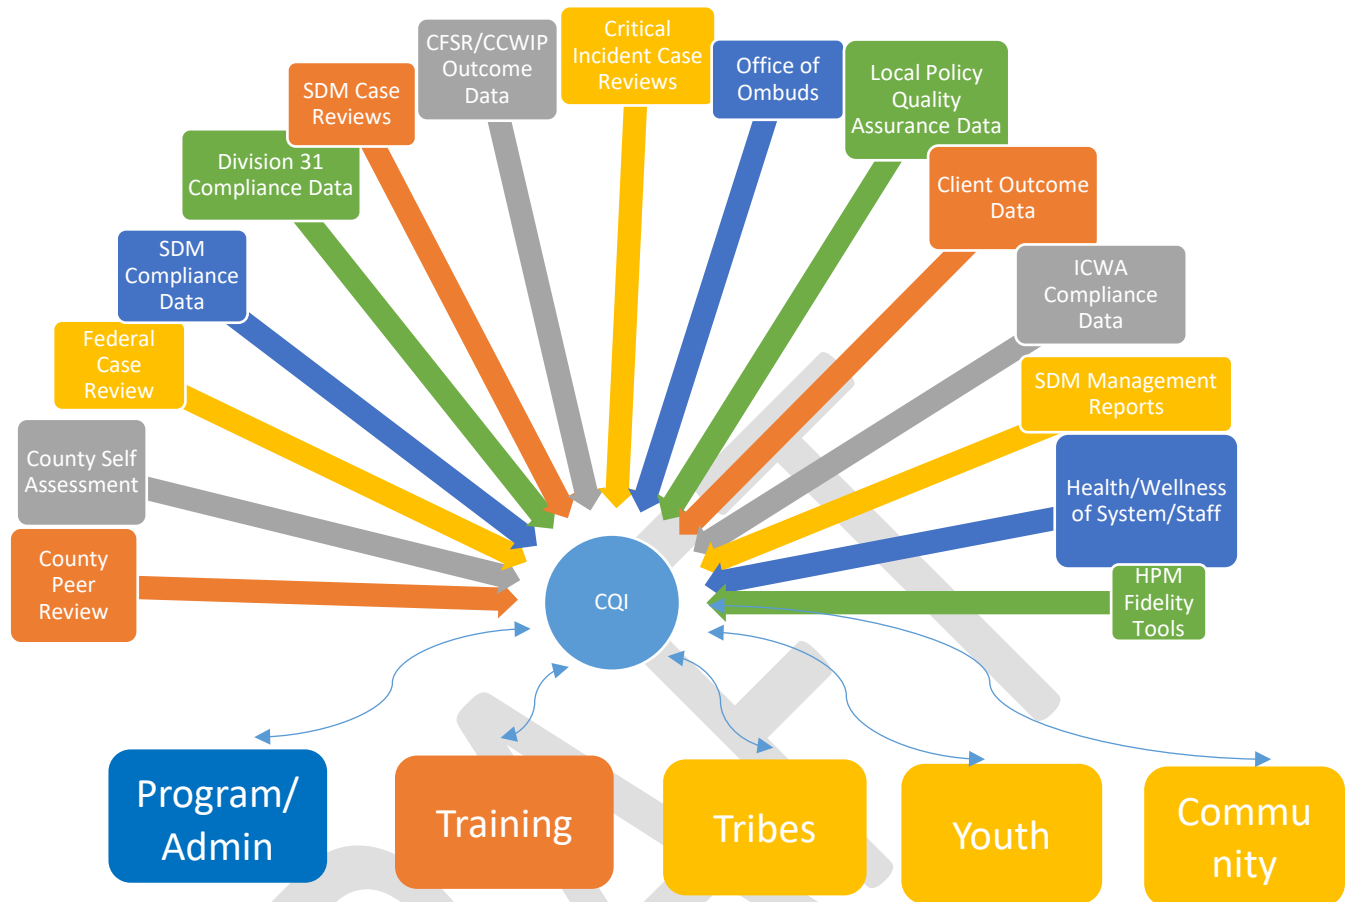 Critical
Incident Case
Reviews
CFSR/CCWIP
Outcome
Data
Office of
Ombuds
Local Policy
Quality
Assurance Data
SDM Case
Reviews
Division 31
Compliance Data
Client Outcome
Data
SDM
Compliance
Data
ICWA
Compliance
Data
Federal
Case
Review
SDM Management
Reports
County Self
Assessment
Health/Wellness
of System/Staff
County
Peer
Review
HPM
Fidelity
Tools
CQI
Program/
Admin
Training
Tribes
Youth
Commu
nity